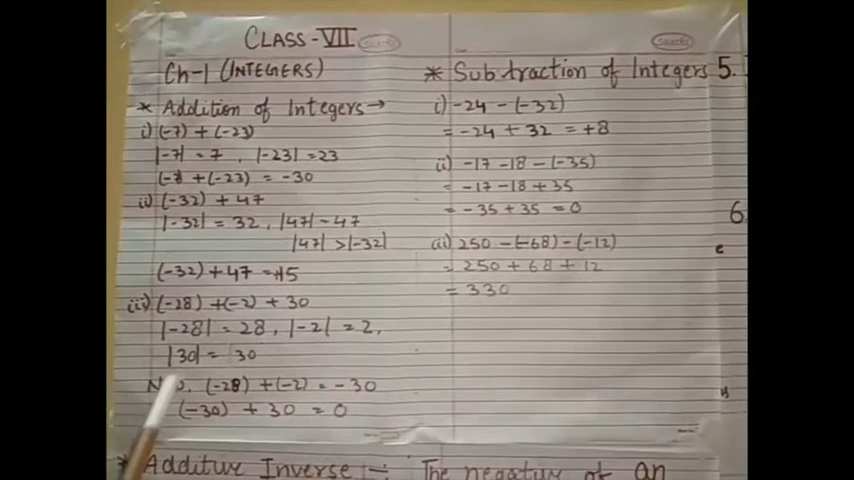 CLASS-VII
Saathi
Ch-1 (INTEGERS)
* Addition of Integers →
i) (-7) + (-23)
|-7| = 7, |-23| = 23
(-7) + (-23) = -30
ii) (-32) + 47
|-32| = 32, |47| = 47
|47| > |-32|
(-32) + 47 = +15
iii) (-28) + (-2) + 30
|-28| = 28, |-2| = 2,
|30| = 30
(-28) + (-2) = -30
(-30) + 30 = 0
Saathi
* Subtraction of Integers
i) -24 - (-32)
= -24 + 32 = +8
ii) -17 -18 - (-35)
= -17 -18 + 35
= -35 + 35 = 0
iii) 250 - (-68) - (-12)
= 250 + 68 + 12
= 330
5.
6
* Additive Inverse :- The negative of an